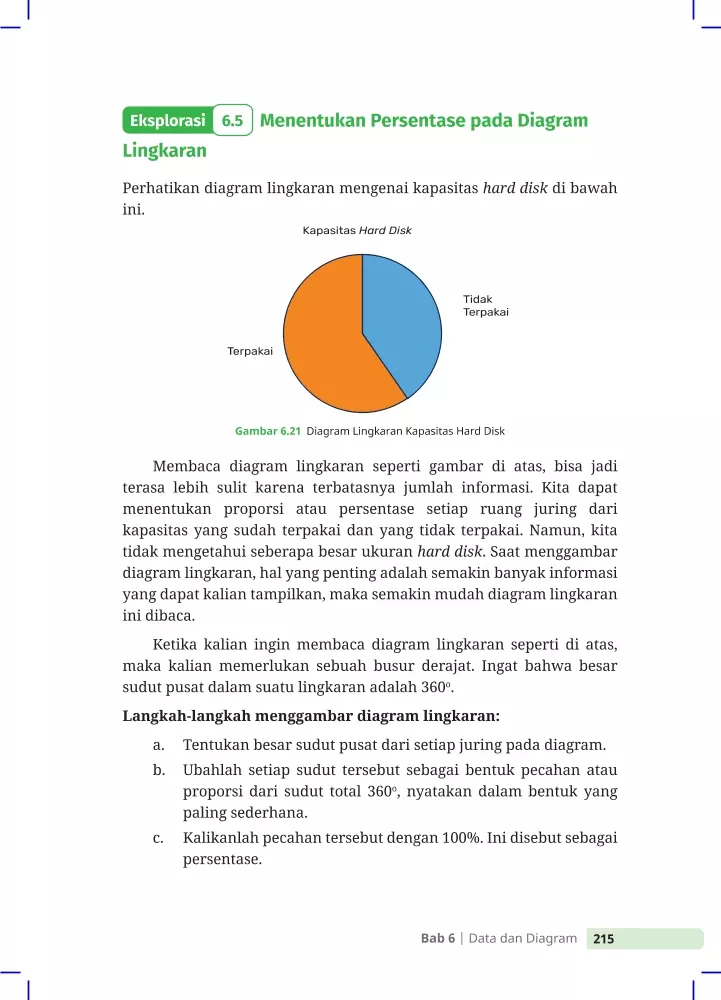 Eksplorasi 6.5 Menentukan Persentase pada Diagram
Lingkaran
Perhatikan diagram lingkaran mengenai kapasitas hard disk di bawah
ini.
Kapasitas Hard Disk
Tidak
Terpakai
Terpakai
Gambar 6.21 Diagram Lingkaran Kapasitas Hard Disk
Membaca diagram lingkaran seperti gambar di atas, bisa jadi
terasa lebih sulit karena terbatasnya jumlah informasi. Kita dapat
menentukan proporsi atau persentase setiap ruang juring dari
kapasitas yang sudah terpakai dan yang tidak terpakai. Namun, kita
tidak mengetahui seberapa besar ukuran hard disk. Saat menggambar
diagram lingkaran, hal yang penting adalah semakin banyak informasi
yang dapat kalian tampilkan, maka semakin mudah diagram lingkaran
ini dibaca.
Ketika kalian ingin membaca diagram lingkaran seperti di atas,
maka kalian memerlukan sebuah busur derajat. Ingat bahwa besar
sudut pusat dalam suatu lingkaran adalah 360º.
Langkah-langkah menggambar diagram lingkaran:
a. Tentukan besar sudut pusat dari setiap juring pada diagram.
b. Ubahlah setiap sudut tersebut sebagai bentuk pecahan atau
proporsi dari sudut total 360º, nyatakan dalam bentuk yang
paling sederhana.
c. Kalikanlah pecahan tersebut dengan 100%. Ini disebut sebagai
persentase.
Bab 6 | Data dan Diagram 215